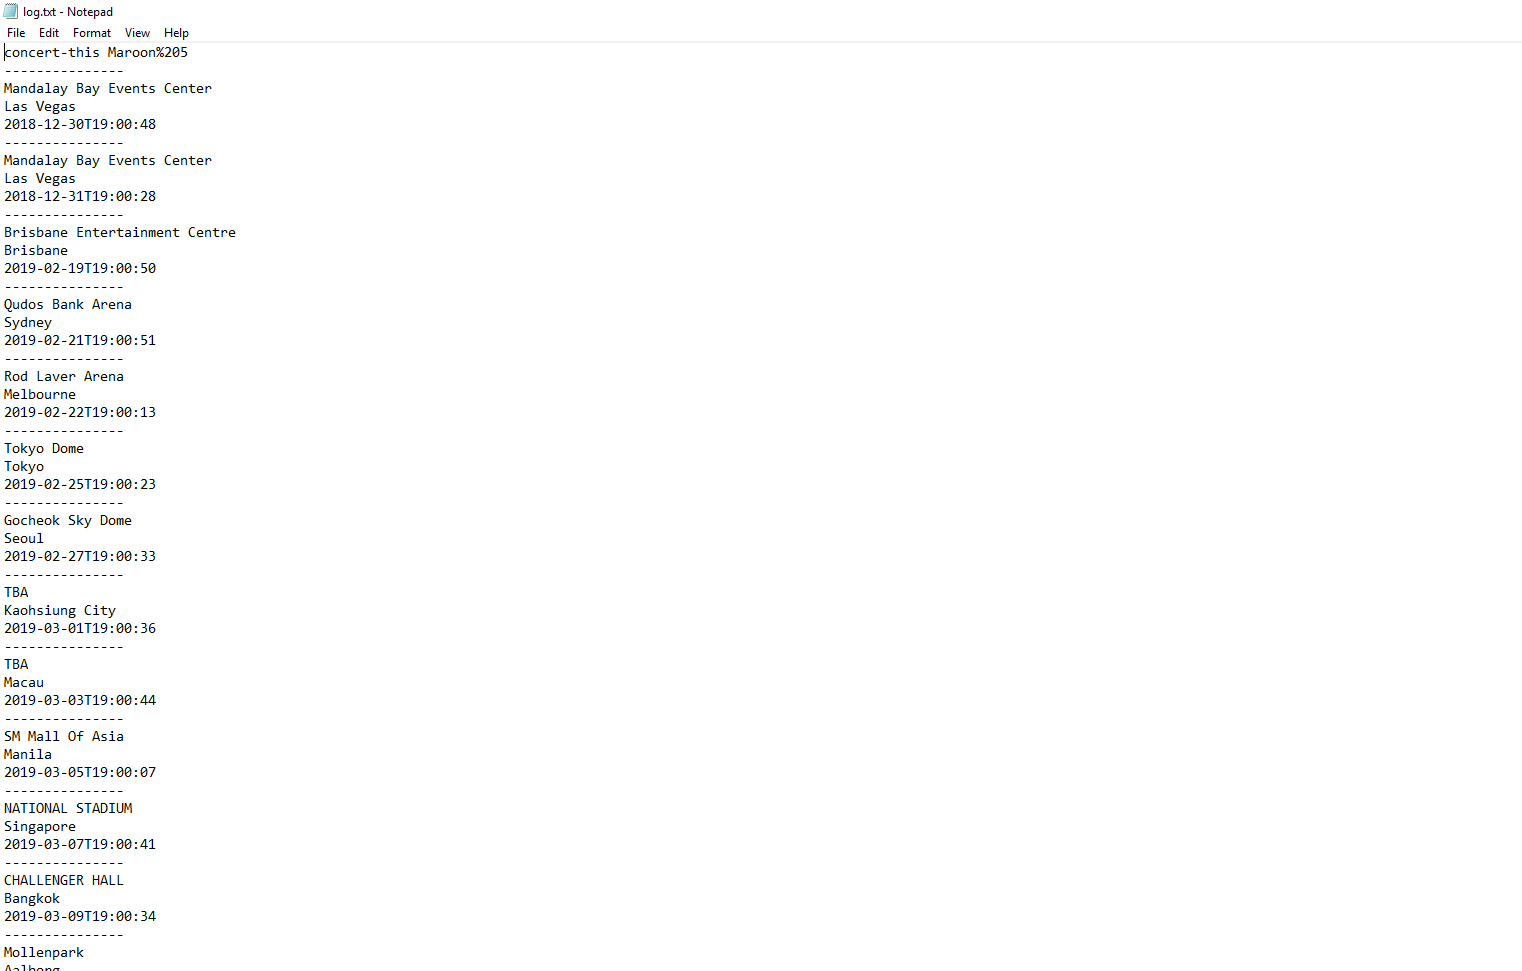 log.txt - Notepad
File Edit Format View Help
concert-this Maroon%205
---------------
Mandalay Bay Events Center
Las Vegas
2018-12-30T19:00:48
---------------
Mandalay Bay Events Center
Las Vegas
2018-12-31T19:00:28
---------------
Brisbane Entertainment Centre
Brisbane
2019-02-19T19:00:50
---------------
Qudos Bank Arena
Sydney
2019-02-21T19:00:51
---------------
Rod Laver Arena
Melbourne
2019-02-22T19:00:13
---------------
Tokyo Dome
Tokyo
2019-02-25T19:00:23
---------------
Gocheok Sky Dome
Seoul
2019-02-27T19:00:33
---------------
TBA
Kaohsiung City
2019-03-01T19:00:36
---------------
TBA
Macau
2019-03-03T19:00:44
---------------
SM Mall Of Asia
Manila
2019-03-05T19:00:07
---------------
NATIONAL STADIUM
Singapore
2019-03-07T19:00:41
---------------
CHALLENGER HALL
Bangkok
2019-03-09T19:00:34
---------------
Mollenpark